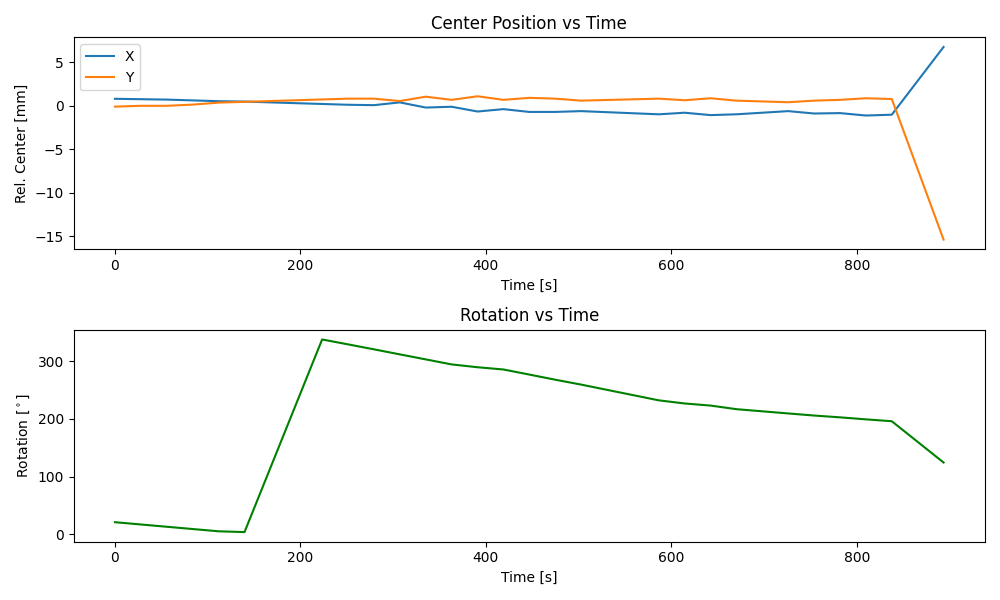 Center Position vs Time
Rel. Center [mm]
5
0
−5
−10
−15
X
Y
0 200 400 600 800
Time [s]
Rotation vs Time
Rotation [°]
300
200
100
0
0 200 400 600 800
Time [s]